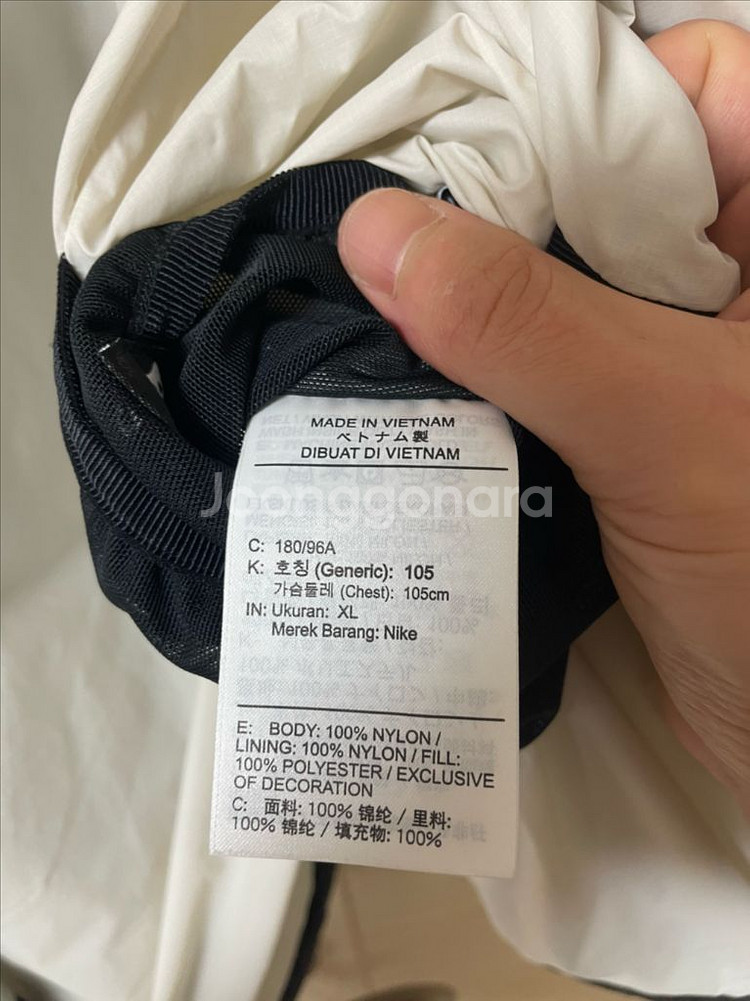 MADE IN VIETNAM
ベトナム製
DIBUAT DI VIETNAM
Joonggonara
C: 180/96A
K: 호칭 (Generic): 105
가슴둘레 (Chest): 105cm
IN: Ukuran: XL
Merek Barang: Nike
E: BODY: 100% NYLON /
LINING: 100% NYLON / FILL:
100% POLYESTER / EXCLUSIVE
OF DECORATION
C: 面料: 100% 锦纶 / 里料:
100% 锦纶 / 填充物: 100%